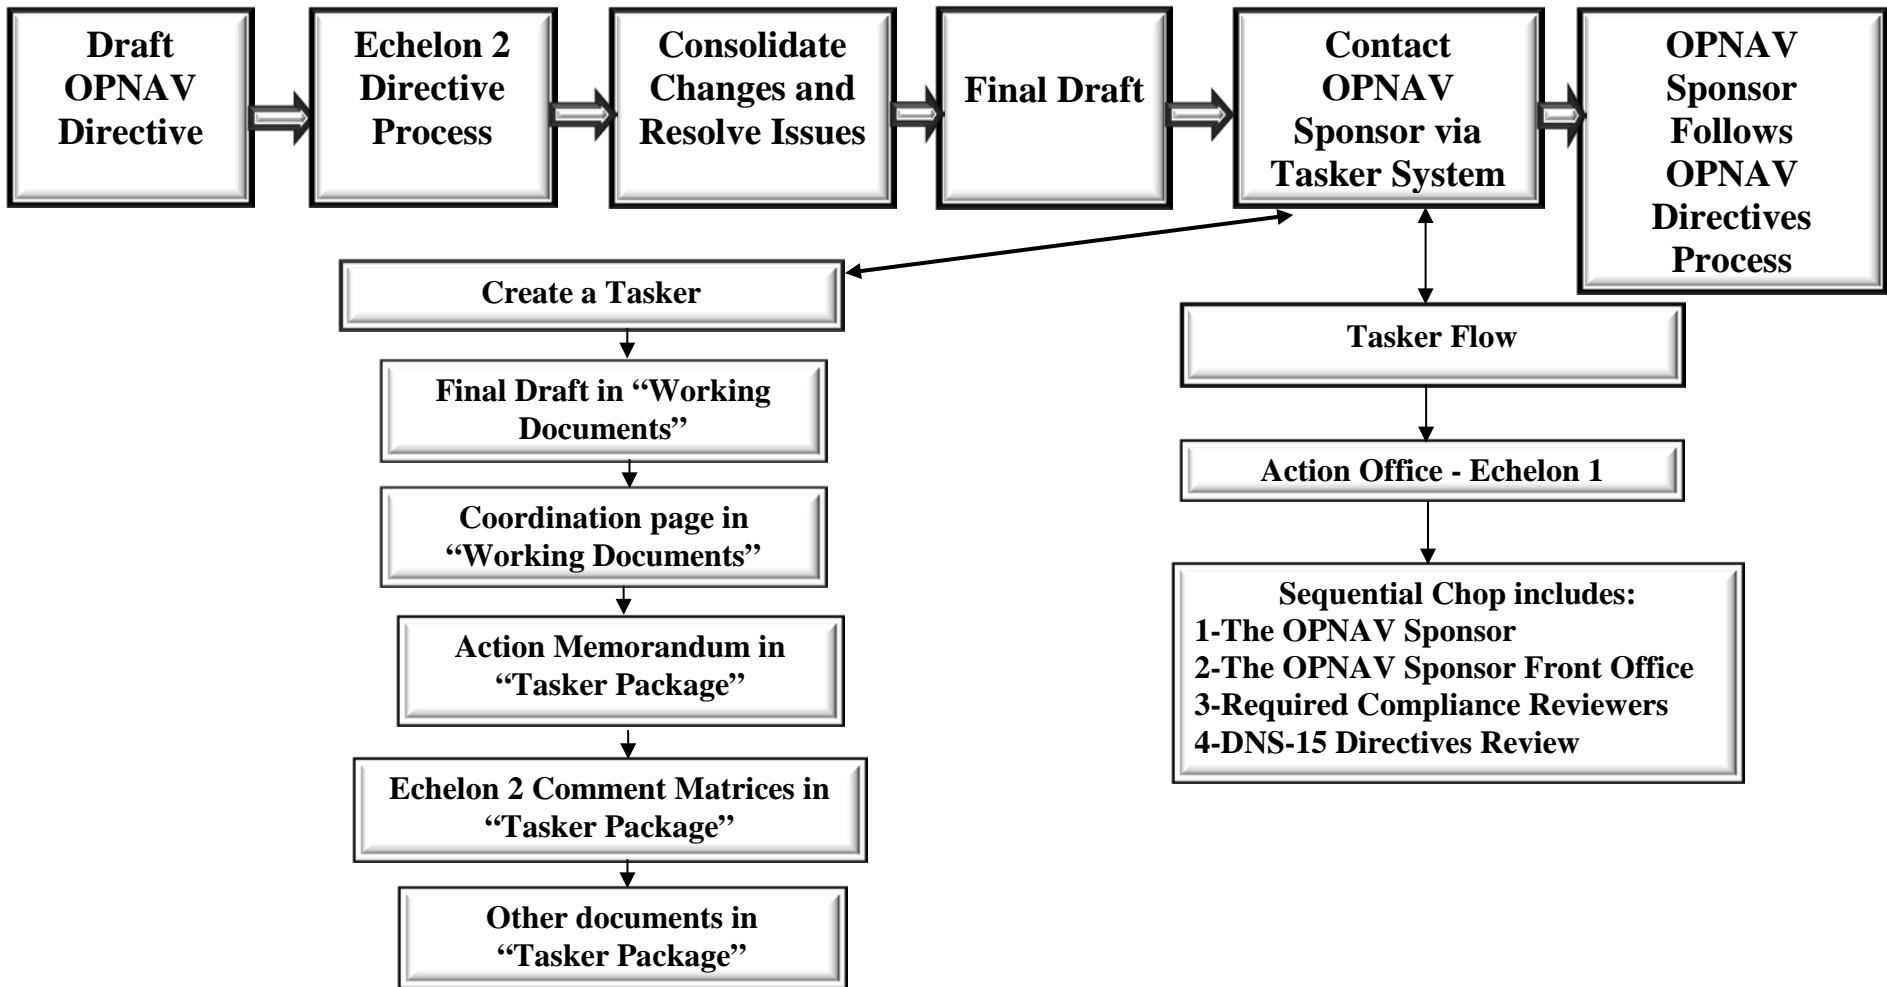 Draft
OPNAV
Directive
Echelon 2
Directive
Process
Consolidate
Changes and
Resolve Issues
Final Draft
Contact
OPNAV
Sponsor via
Tasker System
OPNAV
Sponsor
Follows
OPNAV
Directives
Process
Create a Tasker
Final Draft in “Working
Documents”
Coordination page in
“Working Documents”
Action Memorandum in
“Tasker Package”
Echelon 2 Comment Matrices in
“Tasker Package”
Other documents in
“Tasker Package”
Tasker Flow
Action Office - Echelon 1
Sequential Chop includes:
1-The OPNAV Sponsor
2-The OPNAV Sponsor Front Office
3-Required Compliance Reviewers
4-DNS-15 Directives Review